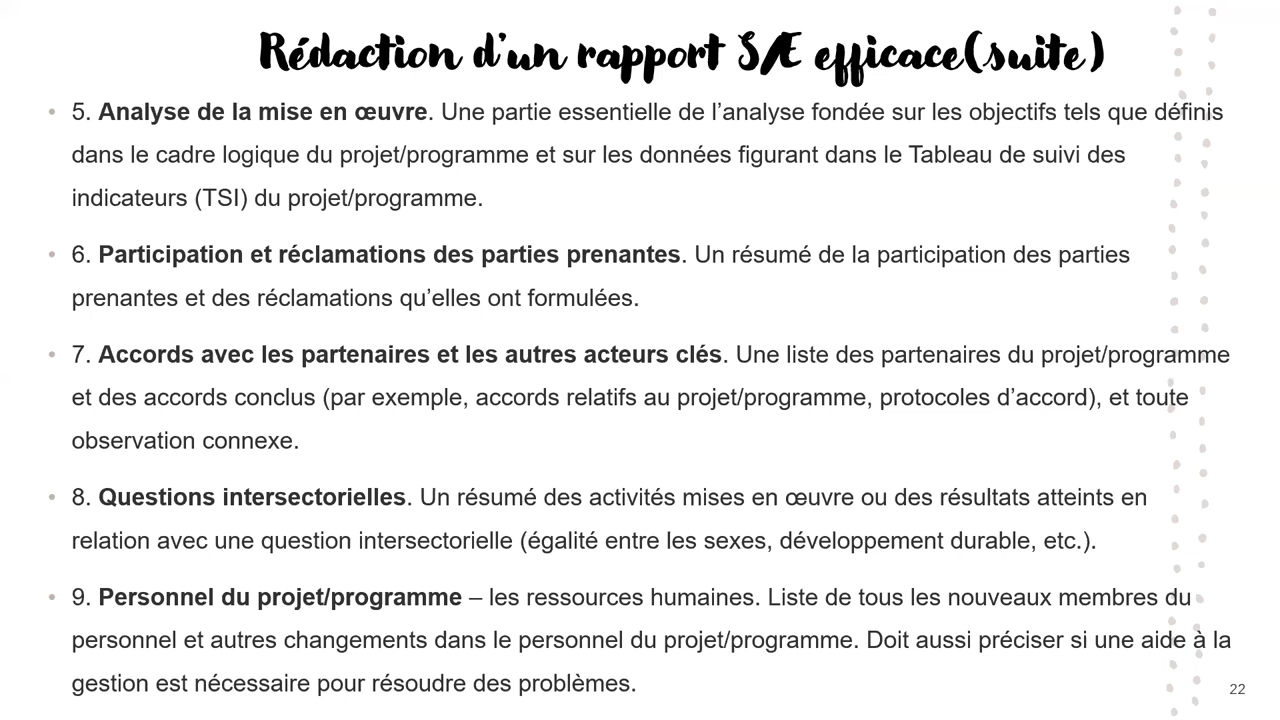 Rédaction d'un rapport S/E efficace(suite)
• 5. Analyse de la mise en œuvre. Une partie essentielle de l’analyse fondée sur les objectifs tels que définis
dans le cadre logique du projet/programme et sur les données figurant dans le Tableau de suivi des
indicateurs (TSI) du projet/programme.
• 6. Participation et réclamations des parties prenantes. Un résumé de la participation des parties
prenantes et des réclamations qu’elles ont formulées.
• 7. Accords avec les partenaires et les autres acteurs clés. Une liste des partenaires du projet/programme
et des accords conclus (par exemple, accords relatifs au projet/programme, protocoles d’accord), et toute
observation connexe.
• 8. Questions intersectorielles. Un résumé des activités mises en œuvre ou des résultats atteints en
relation avec une question intersectorielle (égalité entre les sexes, développement durable, etc.).
• 9. Personnel du projet/programme – les ressources humaines. Liste de tous les nouveaux membres du
personnel et autres changements dans le personnel du projet/programme. Doit aussi préciser si une aide à la
gestion est nécessaire pour résoudre des problèmes.
22